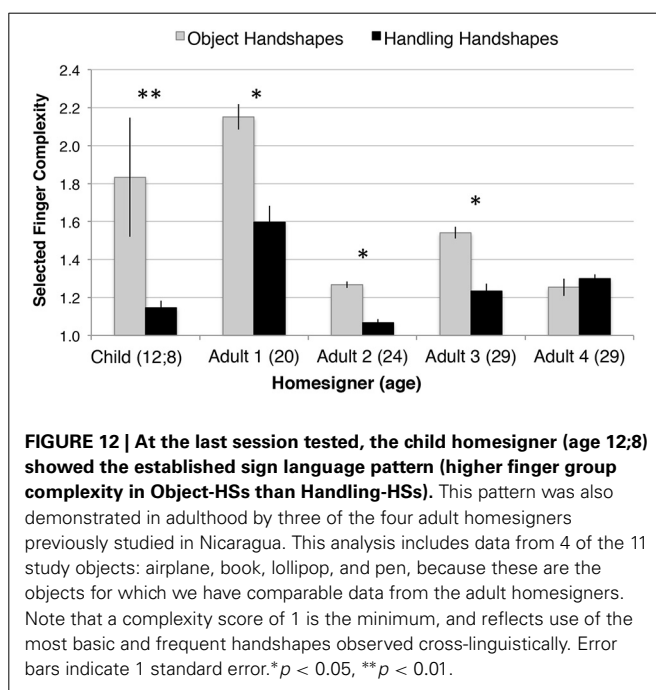 Object Handshapes Handling Handshapes
2.4
2.2
2.0
1.8
1.6
1.4
1.2
1.0
Selected Finger Complexity
** * * *
Child (12;8) Adult 1 (20) Adult 2 (24) Adult 3 (29) Adult 4 (29)
Homesigner (age)
FIGURE 12 | At the last session tested, the child homesigner (age 12;8)
showed the established sign language pattern (higher finger group
complexity in Object-HSs than Handling-HSs). This pattern was also
demonstrated in adulthood by three of the four adult homesigners
previously studied in Nicaragua. This analysis includes data from 4 of the 11
study objects: airplane, book, lollipop, and pen, because these are the
objects for which we have comparable data from the adult homesigners.
Note that a complexity score of 1 is the minimum, and reflects use of the
most basic and frequent handshapes observed cross-linguistically. Error
bars indicate 1 standard error.*p < 0.05, **p < 0.01.